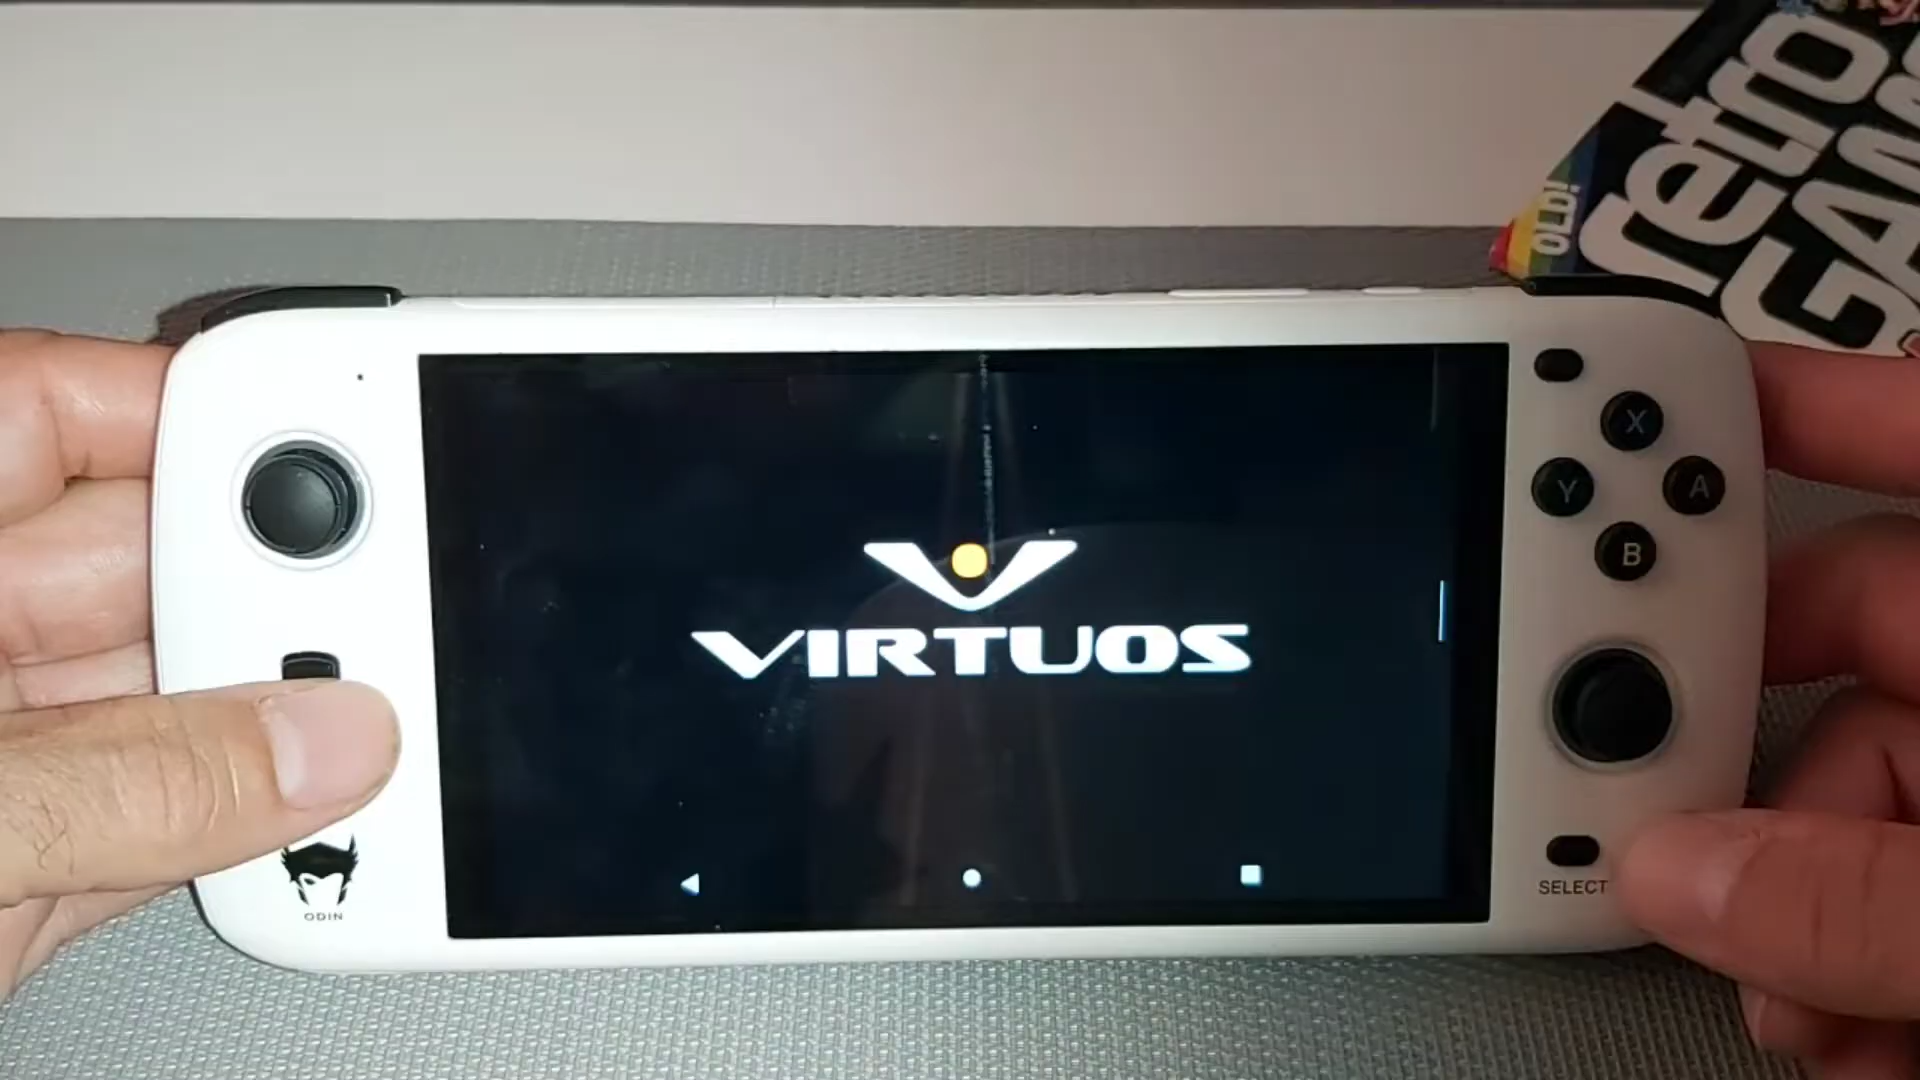 OLD!
retro
GAM
X
Y
A
B
VIRTUOS
SELECT
ODIN